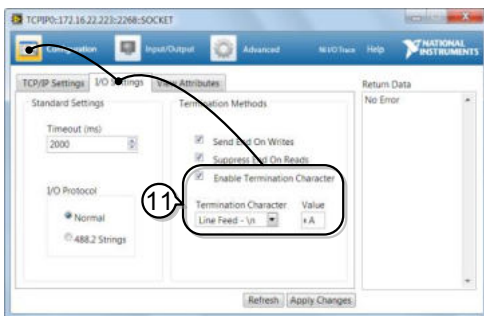 TCPIP0::172.16.22.223::2268::SOCKET
Configuration Input/Output Advanced NI I/O Trace Help NATIONAL INSTRUMENTS
TCP/IP Settings I/O Settings View Attributes
Return Data
No Error
Standard Settings
Timeout (ms)
2000
I/O Protocol
Normal
488.2 Strings
Termination Methods
Send End On Writes
Suppress End On Reads
Enable Termination Character
11
Termination Character Value
Line Feed - \n xA
Refresh Apply Changes